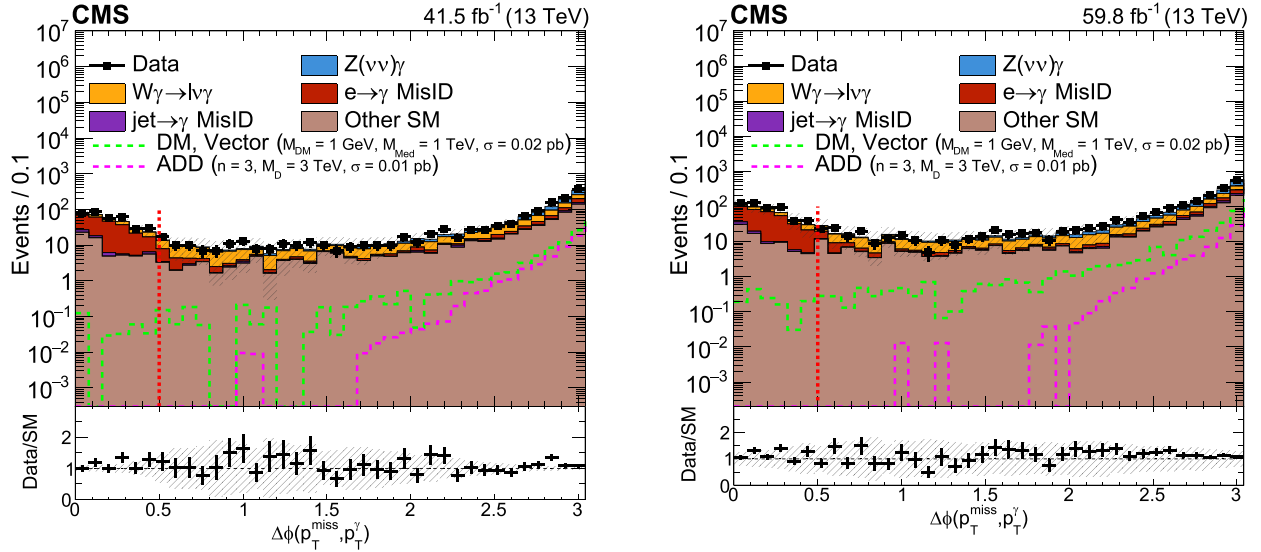 CMS 41.5 fb⁻¹ (13 TeV)
10⁷
10⁶
10⁵
10⁴
10³
10²
10
1
10⁻¹
10⁻²
10⁻³
Events / 0.1
Data
Z(νν)γ
Wγ→lνγ
e→γ MisID
jet→γ MisID
Other SM
DM, Vector (M_DM = 1 GeV, M_Med = 1 TeV, σ = 0.02 pb)
ADD (n = 3, M_D = 3 TeV, σ = 0.01 pb)
Data/SM
2
1
0
0 0.5 1 1.5 2 2.5 3
Δϕ(p_T^miss,p_T^γ)
CMS 59.8 fb⁻¹ (13 TeV)
10⁷
10⁶
10⁵
10⁴
10³
10²
10
1
10⁻¹
10⁻²
10⁻³
Events / 0.1
Data
Z(νν)γ
Wγ→lνγ
e→γ MisID
jet→γ MisID
Other SM
DM, Vector (M_DM = 1 GeV, M_Med = 1 TeV, σ = 0.02 pb)
ADD (n = 3, M_D = 3 TeV, σ = 0.01 pb)
Data/SM
2
1
0
0 0.5 1 1.5 2 2.5 3
Δϕ(p_T^miss,p_T^γ)